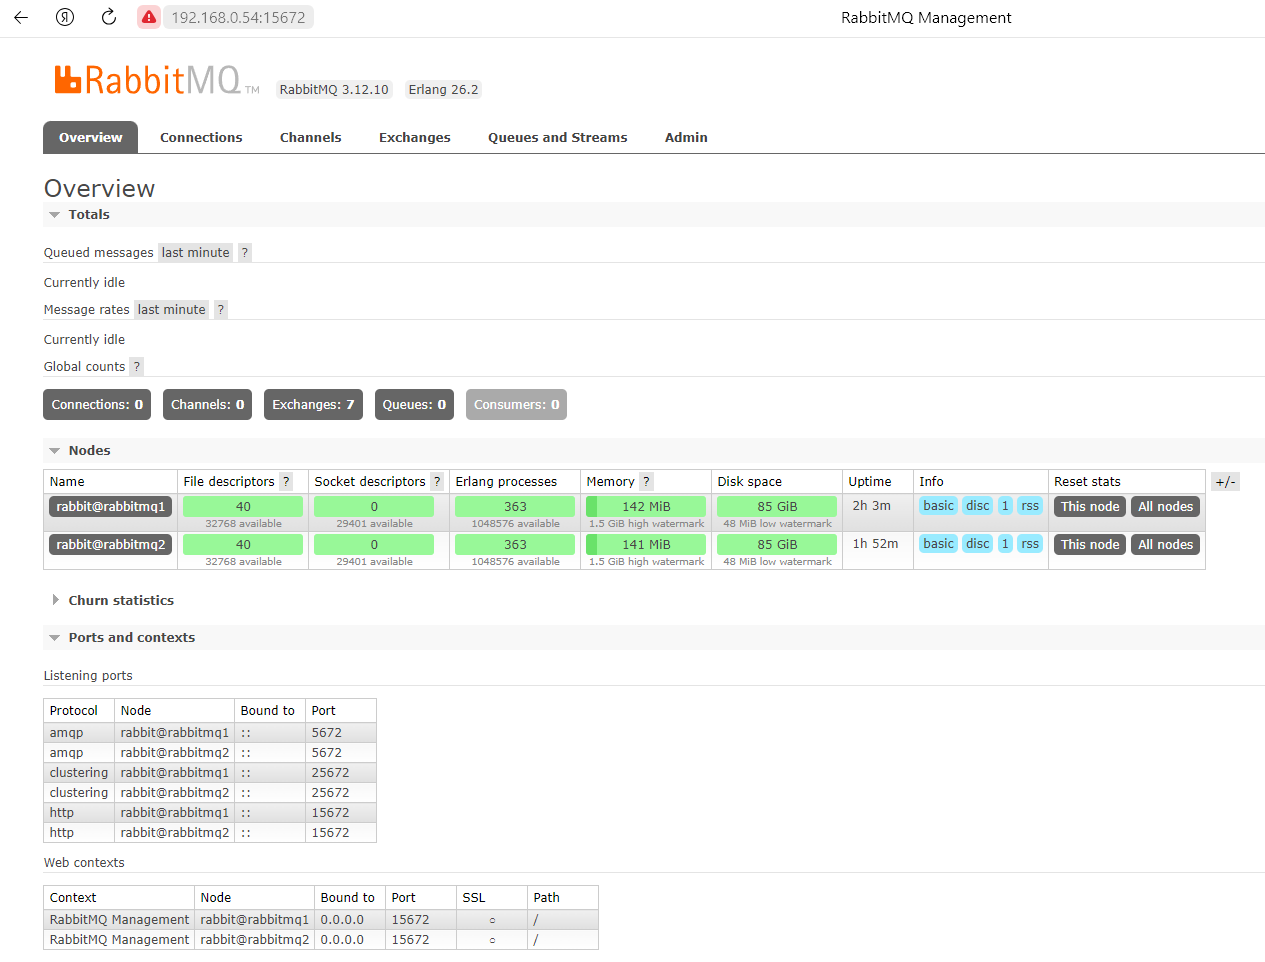 192.168.0.54:15672 RabbitMQ Management
RabbitMQ TM RabbitMQ 3.12.10 Erlang 26.2
Overview Connections Channels Exchanges Queues and Streams Admin
Overview
Totals
Queued messages last minute ?
Currently idle
Message rates last minute ?
Currently idle
Global counts ?
Connections: 0 Channels: 0 Exchanges: 7 Queues: 0 Consumers: 0
Nodes
Name File descriptors ? Socket descriptors ? Erlang processes Memory ? Disk space Uptime Info Reset stats +/-
rabbit@rabbitmq1 40 0 363 142 MiB 85 GiB 2h 3m basic disc 1 rss This node All nodes
32768 available 29401 available 1048576 available 1.5 GiB high watermark 48 MiB low watermark
rabbit@rabbitmq2 40 0 363 141 MiB 85 GiB 1h 52m basic disc 1 rss This node All nodes
32768 available 29401 available 1048576 available 1.5 GiB high watermark 48 MiB low watermark
Churn statistics
Ports and contexts
Listening ports
Protocol Node Bound to Port
amqp rabbit@rabbitmq1 :: 5672
amqp rabbit@rabbitmq2 :: 5672
clustering rabbit@rabbitmq1 :: 25672
clustering rabbit@rabbitmq2 :: 25672
http rabbit@rabbitmq1 :: 15672
http rabbit@rabbitmq2 :: 15672
Web contexts
Context Node Bound to Port SSL Path
RabbitMQ Management rabbit@rabbitmq1 0.0.0.0 15672 ○ /
RabbitMQ Management rabbit@rabbitmq2 0.0.0.0 15672 ○ /